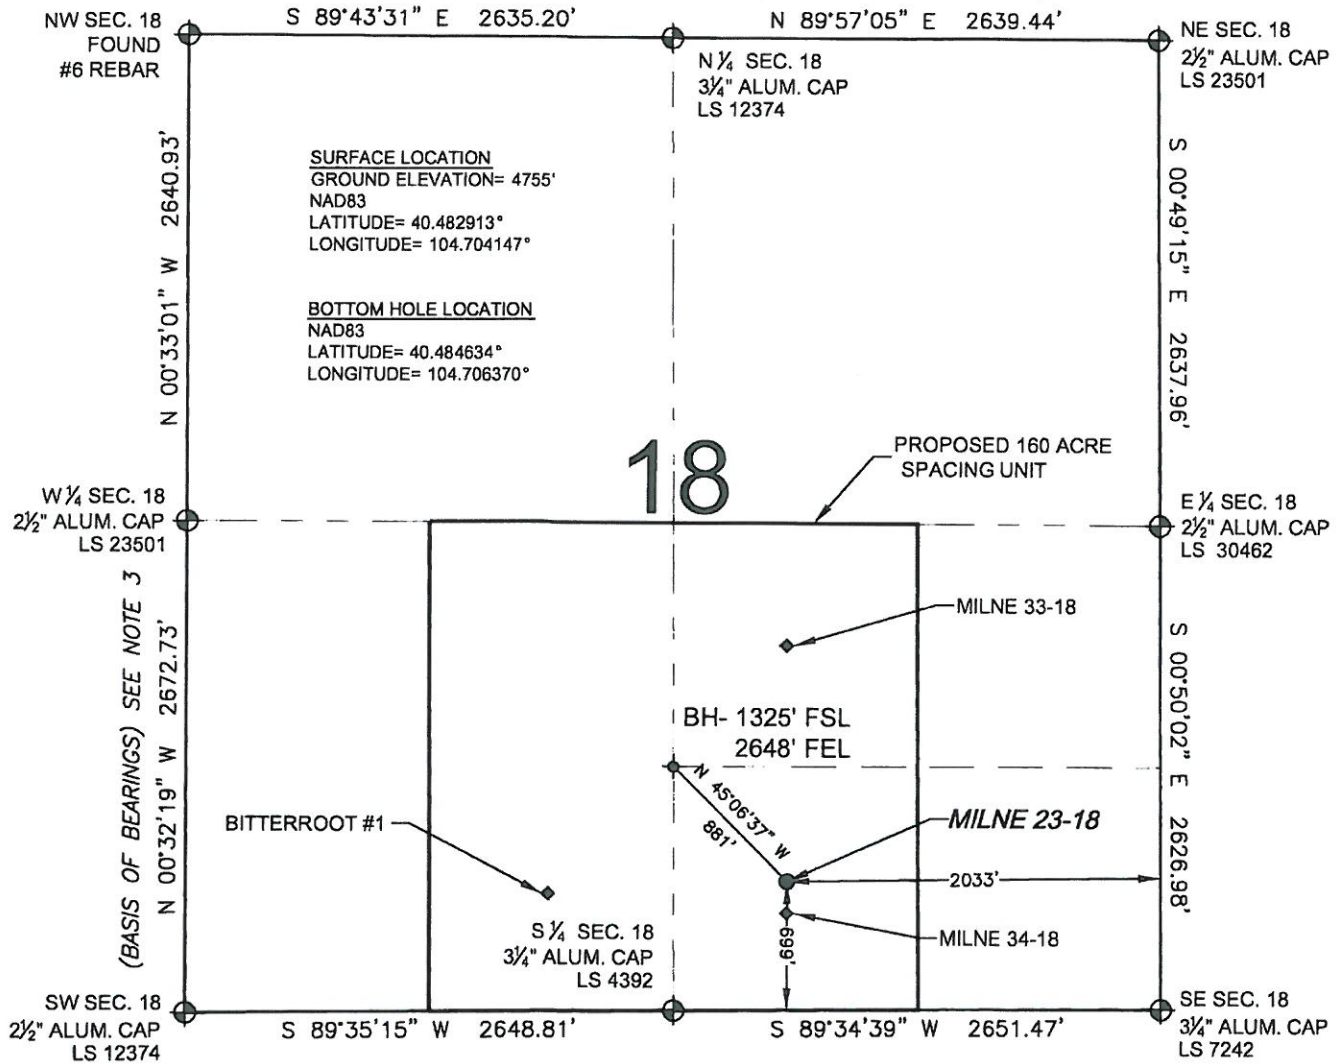 NW SEC. 18
FOUND
#6 REBAR
S 89°43'31" E 2635.20'
N 89°57'05" E 2639.44'
NE SEC. 18
2½" ALUM. CAP
LS 23501
N ¼ SEC. 18
3¼" ALUM. CAP
LS 12374
N 00°33'01" W 2640.93'
S 00°49'15" E 2637.96'
SURFACE LOCATION
GROUND ELEVATION= 4755'
NAD83
LATITUDE= 40.482913°
LONGITUDE= 104.704147°
BOTTOM HOLE LOCATION
NAD83
LATITUDE= 40.484634°
LONGITUDE= 104.706370°
18
PROPOSED 160 ACRE
SPACING UNIT
W ¼ SEC. 18
2½" ALUM. CAP
LS 23501
E ¼ SEC. 18
2½" ALUM. CAP
LS 30462
(BASIS OF BEARINGS) SEE NOTE 3
N 00°32'19" W 2672.73'
S 00°50'02" E 2626.98'
MILNE 33-18
BH- 1325' FSL
2648' FEL
N 45°06'37" W
881'
BITTERROOT #1
MILNE 23-18
2033'
699'
MILNE 34-18
S ¼ SEC. 18
3¼" ALUM. CAP
LS 4392
SW SEC. 18
2½" ALUM. CAP
LS 12374
S 89°35'15" W 2648.81'
S 89°34'39" W 2651.47'
SE SEC. 18
3¼" ALUM. CAP
LS 7242